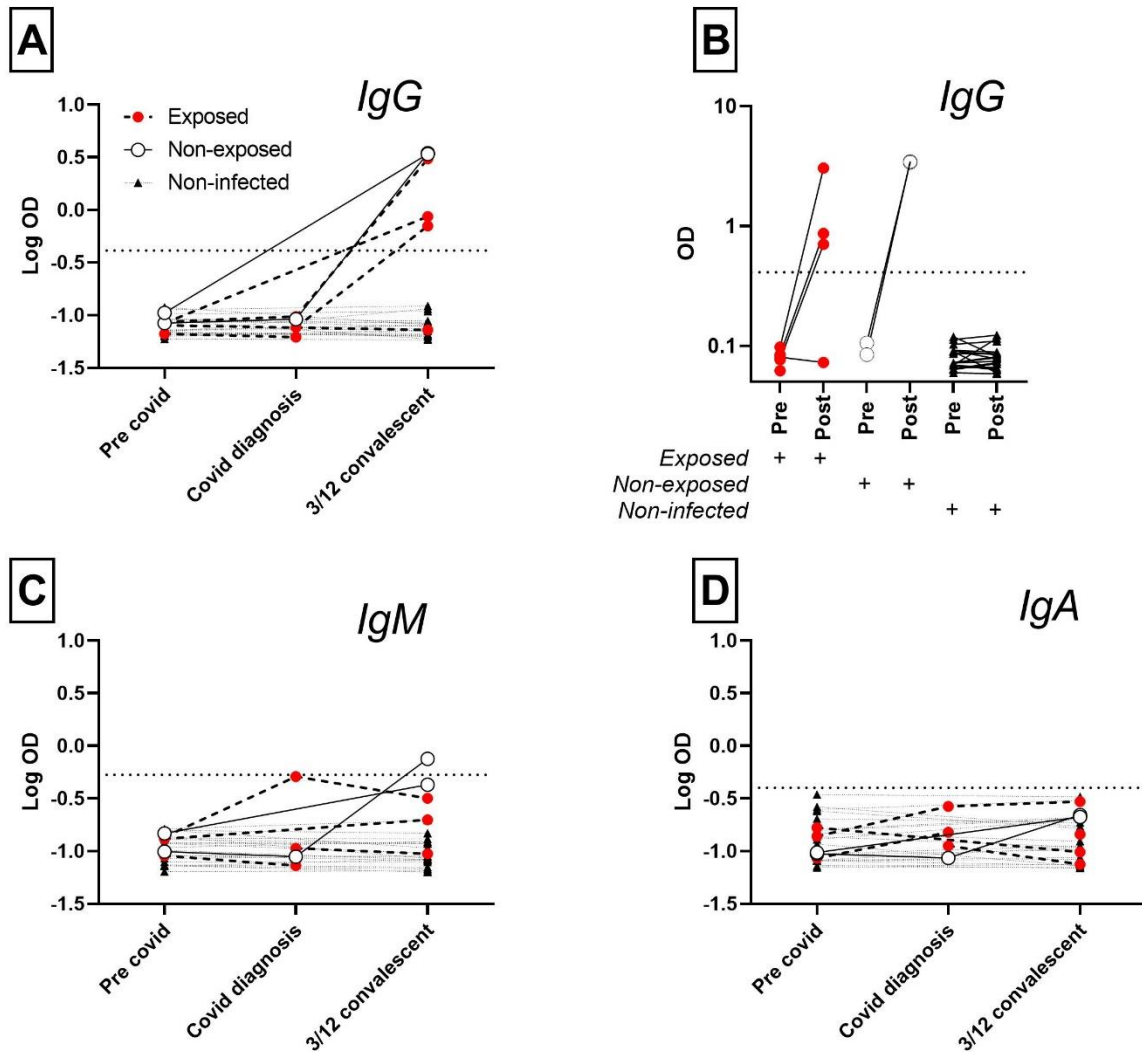 A
IgG
1.0
0.5
0.0
-0.5
-1.0
-1.5
Log OD
Exposed
Non-exposed
Non-infected
Pre covid
Covid diagnosis
3/12 convalescent
B
IgG
10
1
0.1
OD
Pre
Post
Pre
Post
Pre
Post
Exposed + +
Non-exposed + +
Non-infected + +
C
IgM
1.0
0.5
0.0
-0.5
-1.0
-1.5
Log OD
Pre covid
Covid diagnosis
3/12 convalescent
D
IgA
1.0
0.5
0.0
-0.5
-1.0
-1.5
Log OD
Pre covid
Covid diagnosis
3/12 convalescent